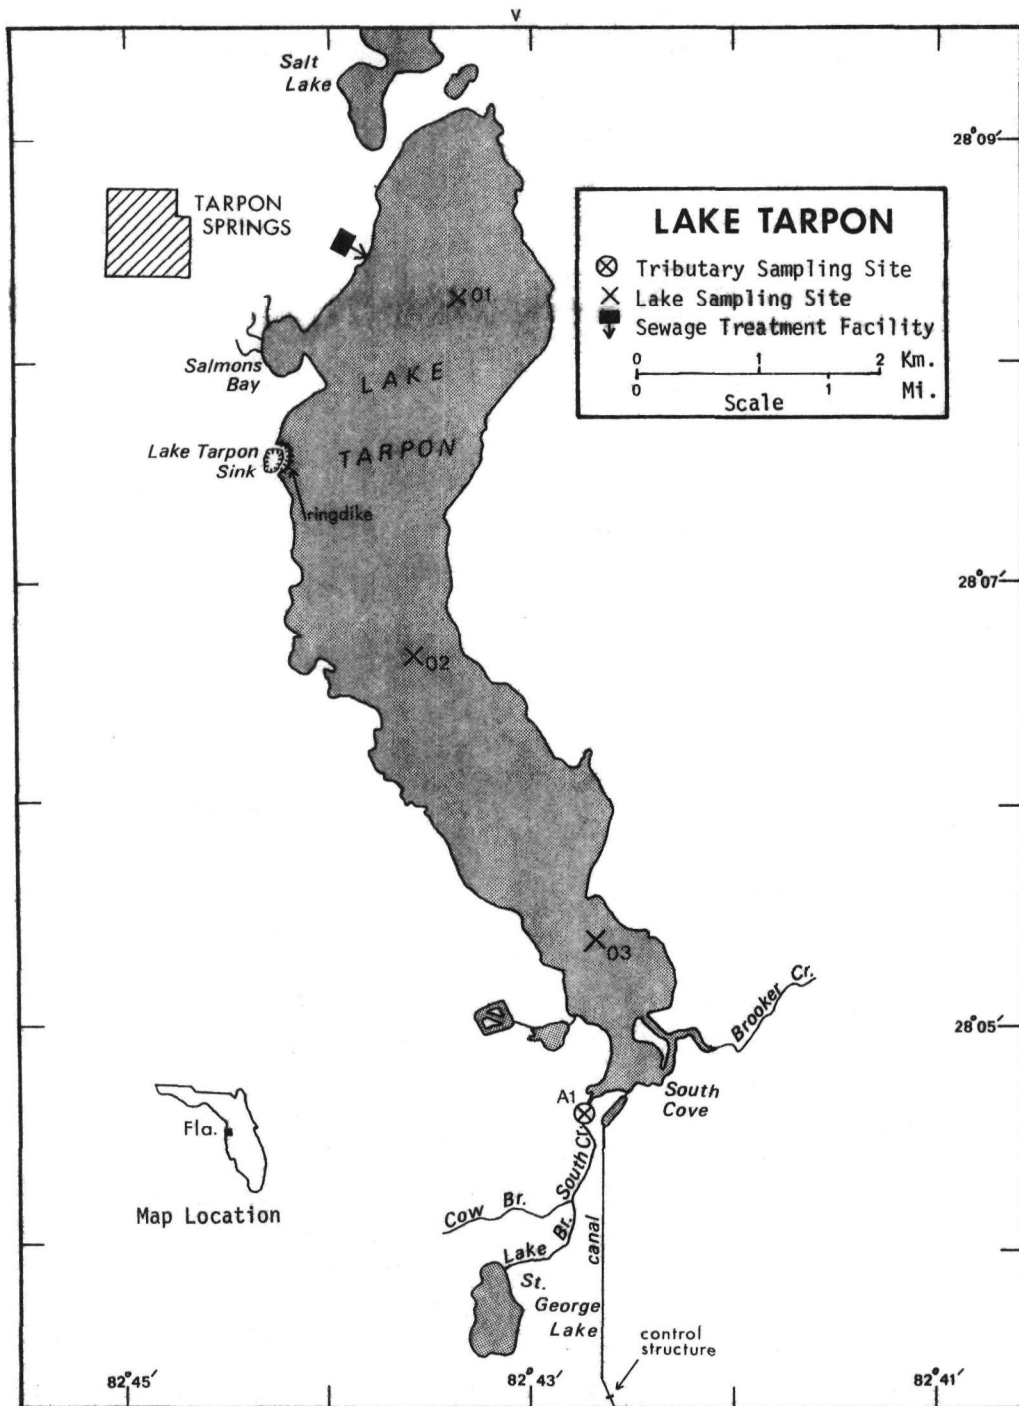 V
Salt
Lake
28°09′
TARPON
SPRINGS
LAKE TARPON
Tributary Sampling Site
Lake Sampling Site
Sewage Treatment Facility
0 1 2 Km.
0 1 Mi.
Scale
01
Salmons
Bay
LAKE
TARPON
Lake Tarpon
Sink
ringdike
28°07′
02
03
Brooker Cr.
28°05′
South
Cove
A1
South Cr.
Fla.
Map Location
Cow Br.
Lake Br.
canal
St.
George
Lake
control
structure
82°45′
82°43′
82°41′